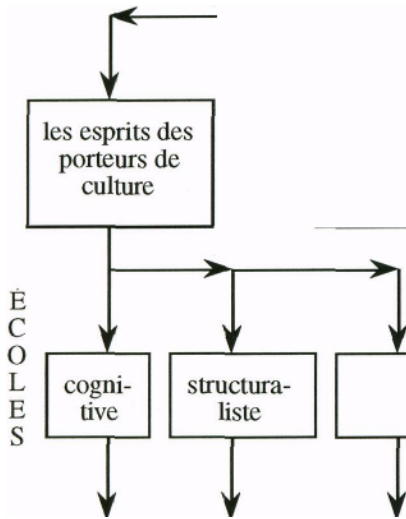 les esprits des
porteurs de
culture
ÉCOLES
cogni-
tive
structura-
liste